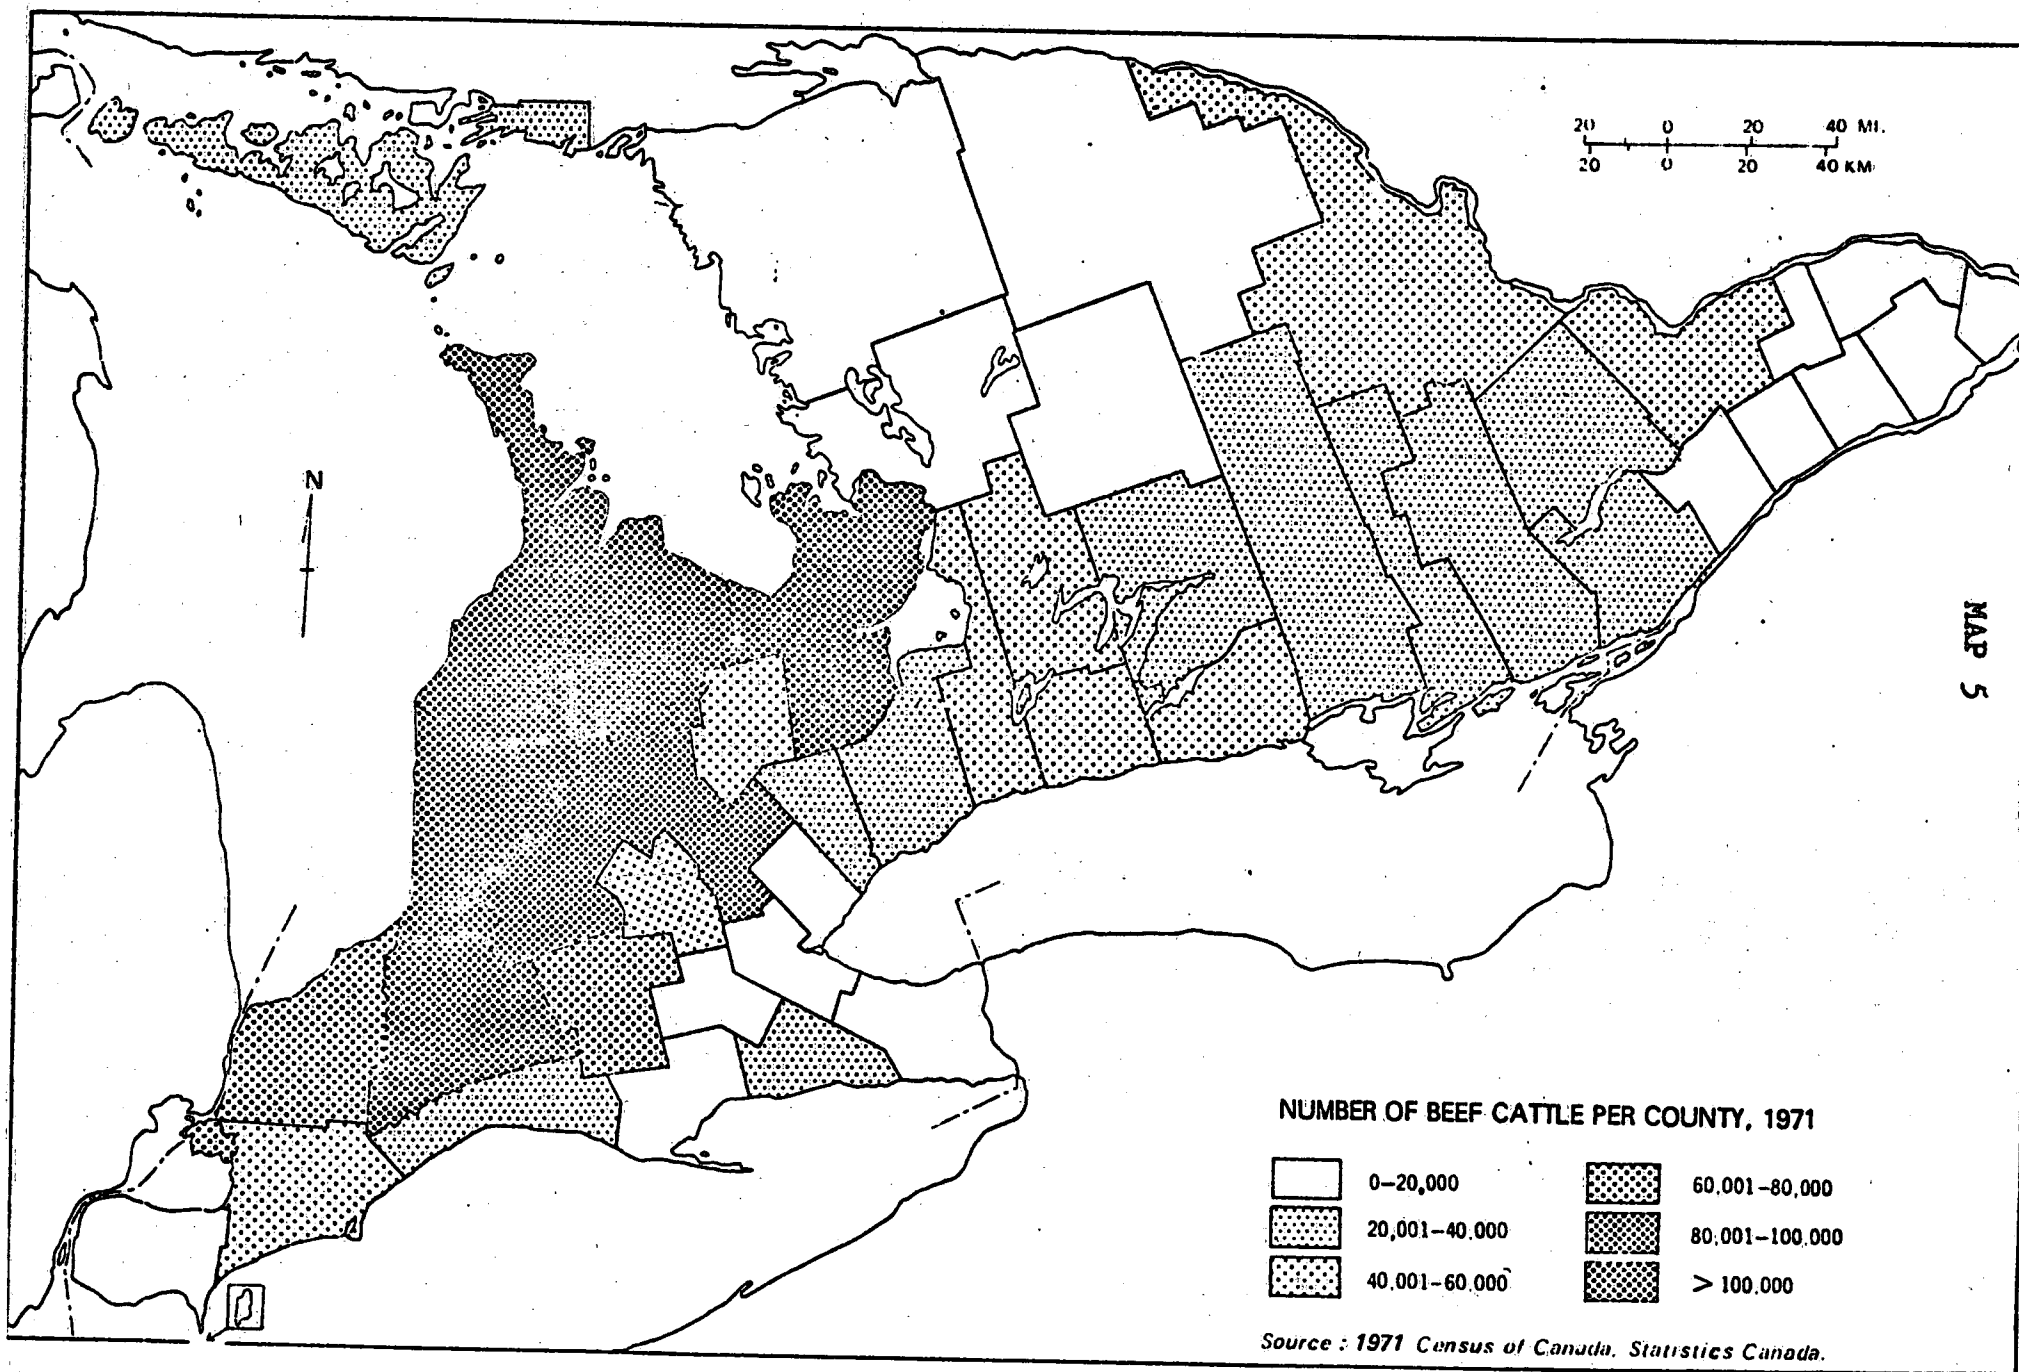 20 0 20 40 MI.
20 0 20 40 KM
N
MAP 5
NUMBER OF BEEF CATTLE PER COUNTY, 1971
0–20,000
20,001–40,000
40,001–60,000
60,001–80,000
80,001–100,000
> 100,000
Source : 1971 Census of Canada. Statistics Canada.